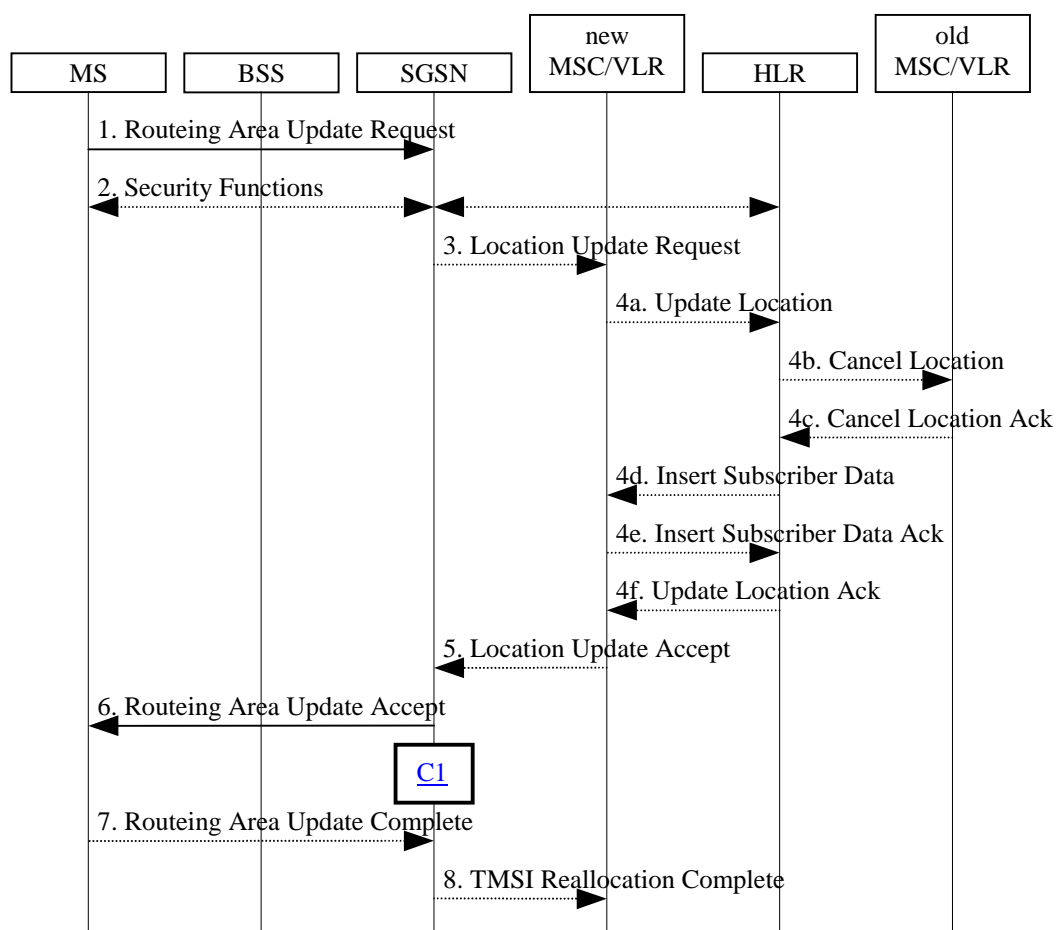 new
MSC/VLR
old
MSC/VLR
MS
BSS
SGSN
HLR
1. Routeing Area Update Request
2. Security Functions
3. Location Update Request
4a. Update Location
4b. Cancel Location
4c. Cancel Location Ack
4d. Insert Subscriber Data
4e. Insert Subscriber Data Ack
4f. Update Location Ack
5. Location Update Accept
6. Routeing Area Update Accept
C1
7. Routeing Area Update Complete
8. TMSI Reallocation Complete